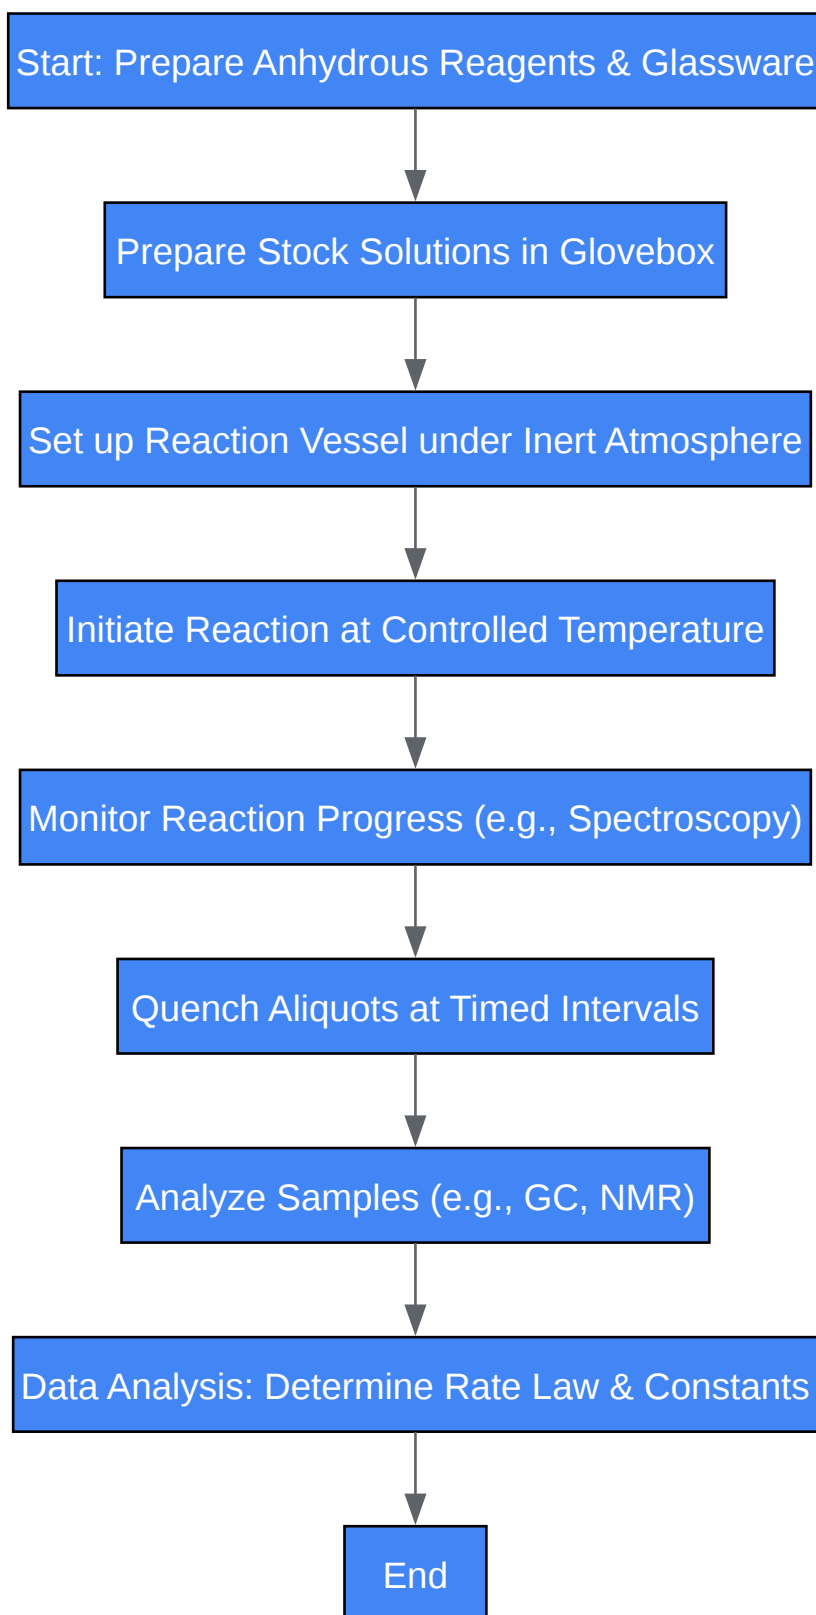 Start: Prepare Anhydrous Reagents & Glassware
Prepare Stock Solutions in Glovebox
Set up Reaction Vessel under Inert Atmosphere
Initiate Reaction at Controlled Temperature
Monitor Reaction Progress (e.g., Spectroscopy)
Quench Aliquots at Timed Intervals
Analyze Samples (e.g., GC, NMR)
Data Analysis: Determine Rate Law & Constants
End